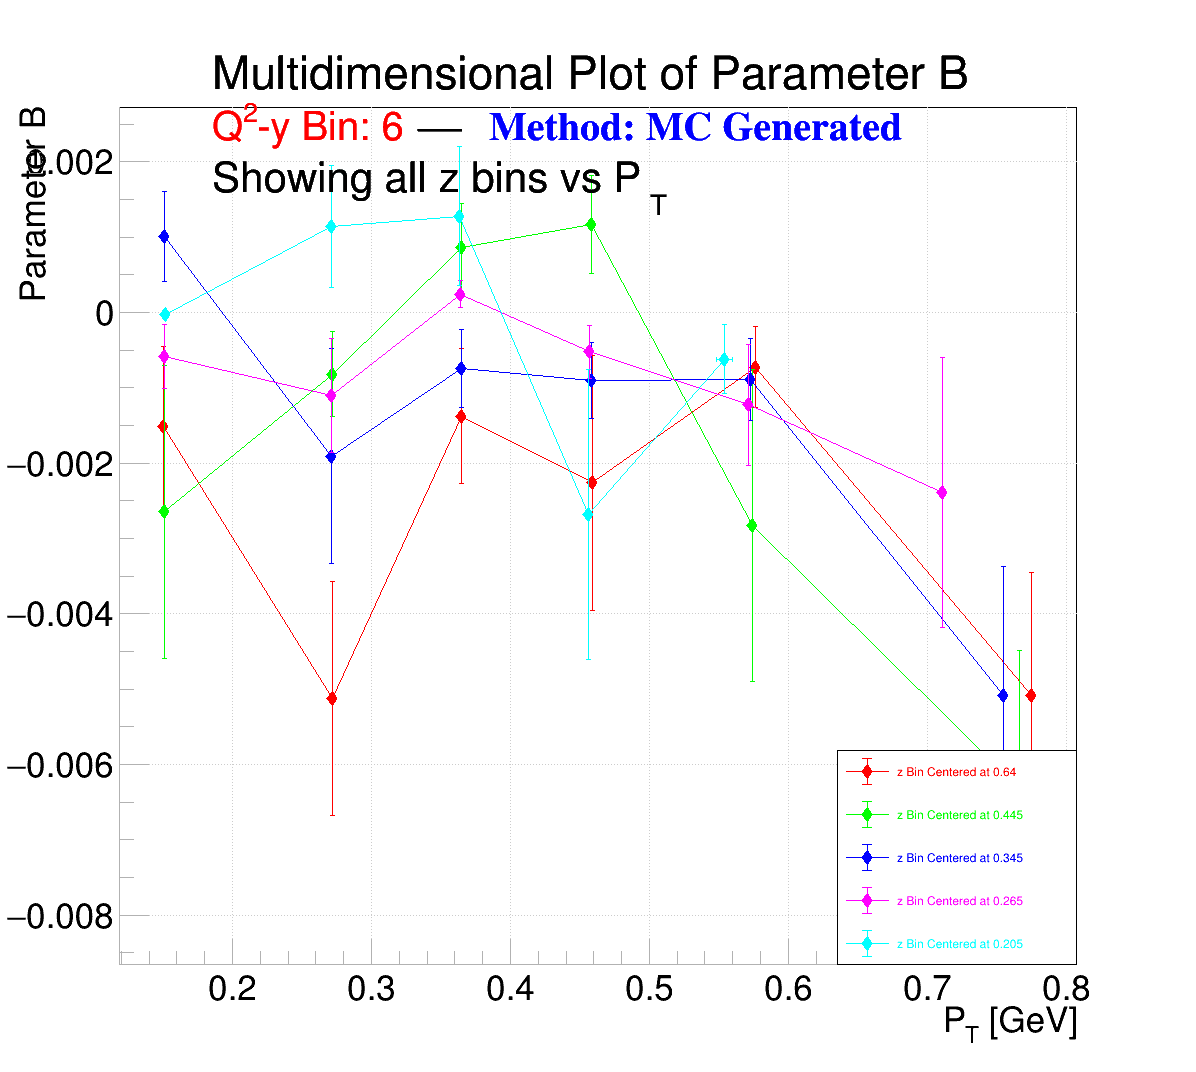 Multidimensional Plot of Parameter B
Q²-y Bin: 6 — Method: MC Generated
Showing all z bins vs P_T
Parameter B
0.002
0
−0.002
−0.004
−0.006
−0.008
z Bin Centered at 0.64
z Bin Centered at 0.445
z Bin Centered at 0.345
z Bin Centered at 0.265
z Bin Centered at 0.205
0.2 0.3 0.4 0.5 0.6 0.7 0.8
P_T [GeV]